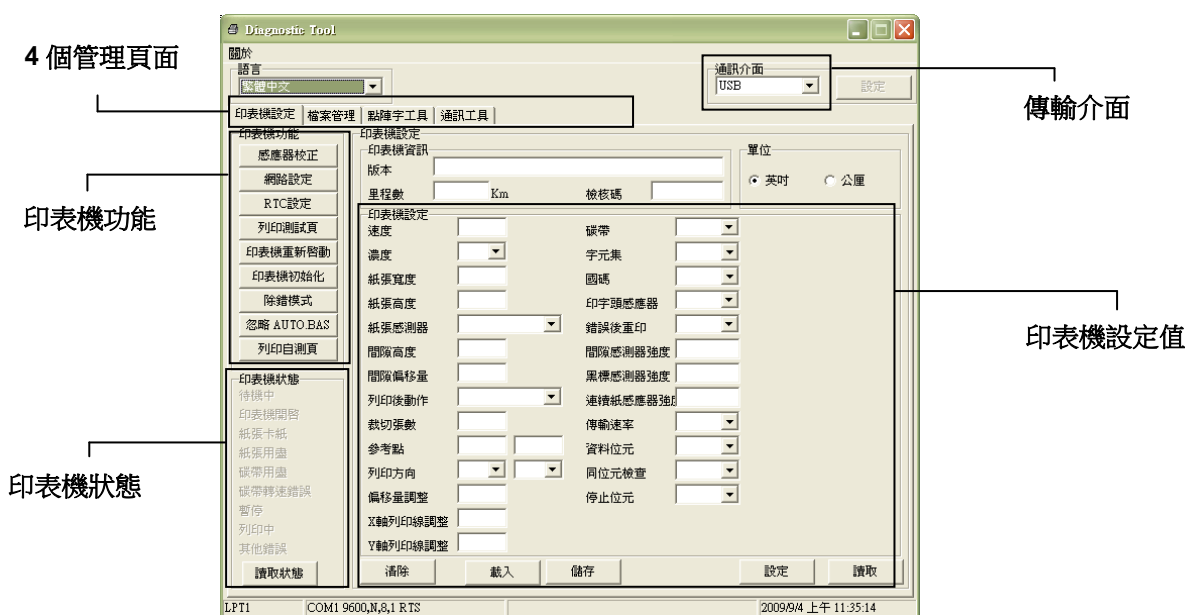 Diagnostic Tool
關於
語言
繁體中文
通訊介面
USB
設定
4 個管理頁面
傳輸介面
印表機設定 檔案管理 點陣字工具 通訊工具
印表機功能
感應器校正
網路設定
RTC設定
列印測試頁
印表機重新啓動
印表機初始化
除錯模式
忽略 AUTO.BAS
列印自測頁
印表機功能
印表機設定
印表機資訊
版本
里程數 Km 檢核碼
單位
英吋 公厘
印表機設定
速度 碳帶
濃度 字元集
紙張寬度 國碼
紙張高度 印字頭感應器
紙張感測器 錯誤後重印
間隙高度 間隙感測器強度
間隙偏移量 黑標感測器強度
列印後動作 連續紙感應器強度
裁切張數 傳輸速率
參考點 資料位元
列印方向 同位元檢查
偏移量調整 停止位元
X軸列印線調整
Y軸列印線調整
清除 載入 儲存 設定 讀取
印表機設定值
印表機狀態
待機中
印表機開啓
紙張卡紙
紙張用盡
碳帶用盡
碳帶轉速錯誤
暫停
列印中
其他錯誤
讀取狀態
印表機狀態
LPT1 COM1 9600,N,8,1 RTS 2009/9/4 上午 11:35:14